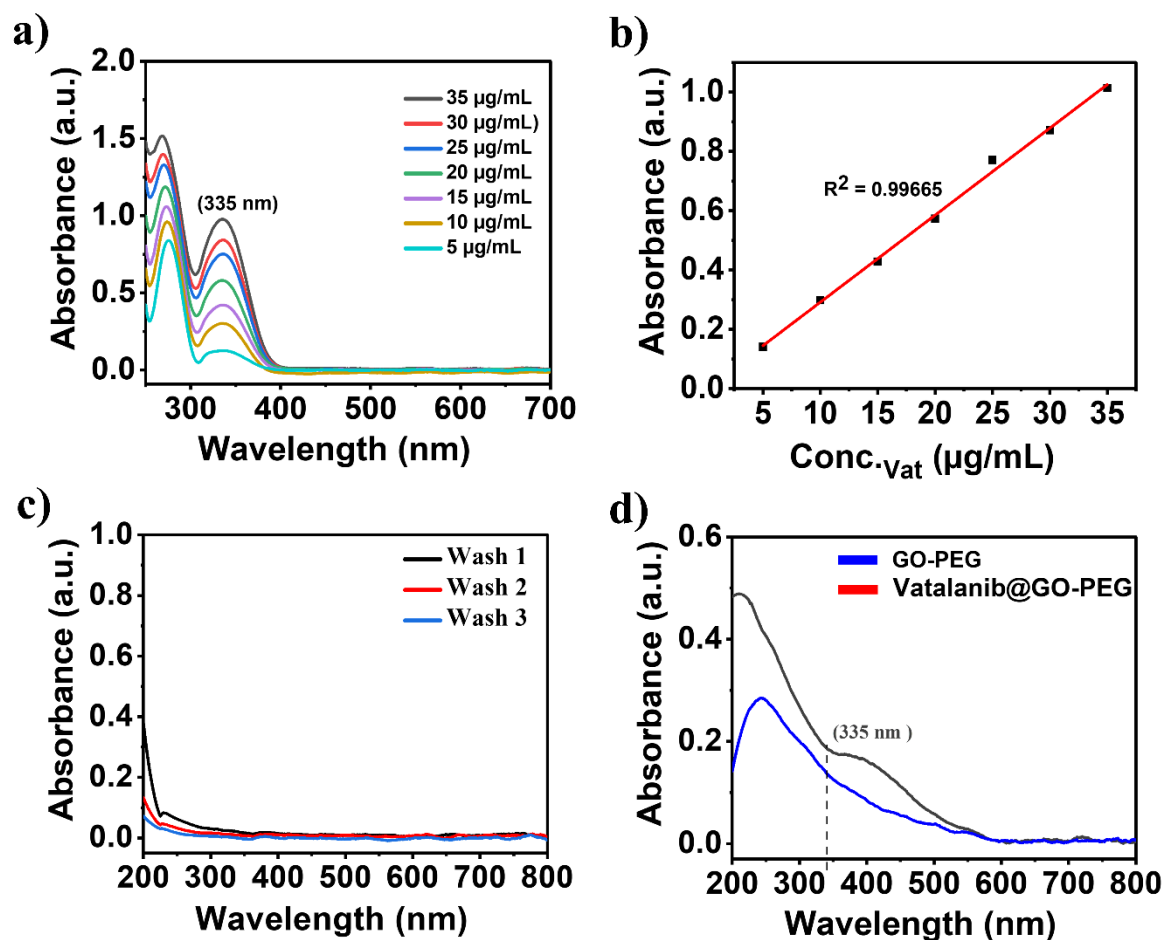 a)
2.0
1.5
1.0
0.5
0.0
Absorbance (a.u.)
35 µg/mL
30 µg/mL)
25 µg/mL
20 µg/mL
15 µg/mL
10 µg/mL
5 µg/mL
(335 nm)
300 400 500 600 700
Wavelength (nm)
b)
1.0
0.8
0.6
0.4
0.2
0.0
Absorbance (a.u.)
R2 = 0.99665
5 10 15 20 25 30 35
Conc.Vat (µg/mL)
c)
1.0
0.8
0.6
0.4
0.2
0.0
Absorbance (a.u.)
Wash 1
Wash 2
Wash 3
200 300 400 500 600 700 800
Wavelength (nm)
d)
0.6
0.4
0.2
0.0
Absorbance (a.u.)
GO-PEG
Vatalanib@GO-PEG
(335 nm )
200 300 400 500 600 700 800
Wavelength (nm)